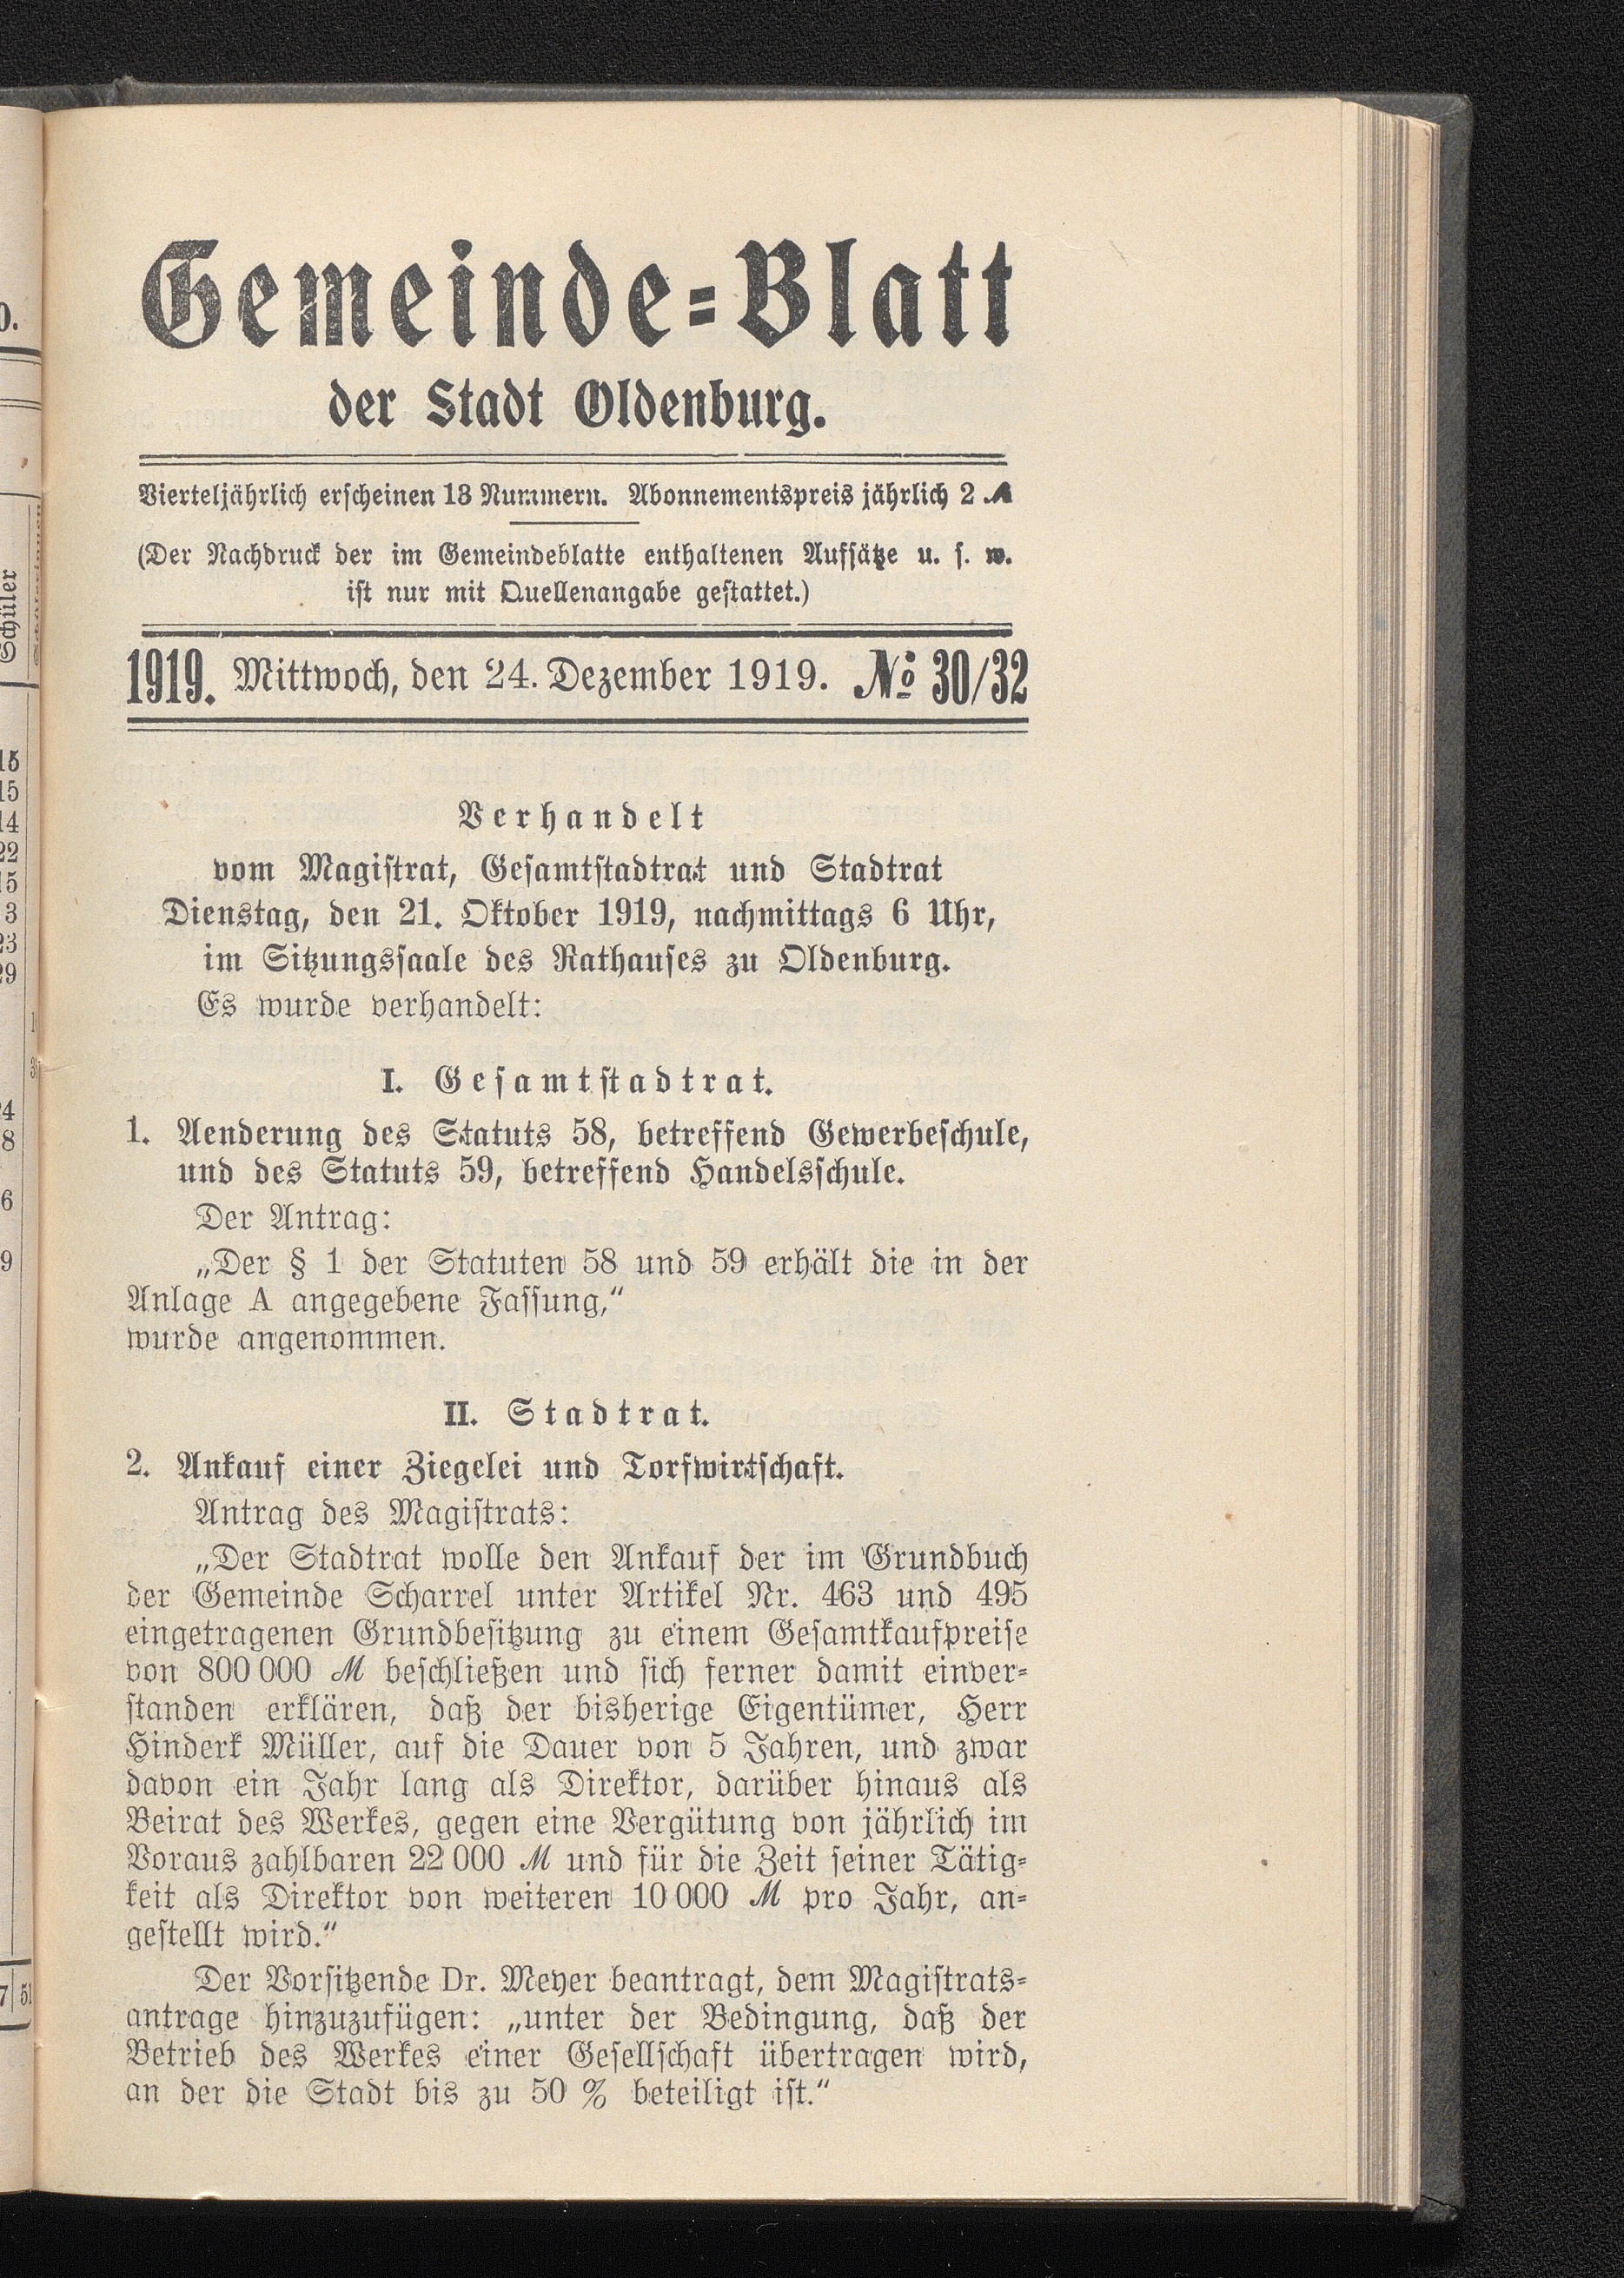 Gemeinde=Blatt
der Stadt Oldenburg.
Vierteljährlich erscheinen 13 Nummern. Abonnementspreis jährlich 2 ℳ
(Der Nachdruck der im Gemeindeblatte enthaltenen Aufsätze u. s. w.
ist nur mit Quellenangabe gestattet.)
1919. Mittwoch, den 24. Dezember 1919. № 30/32
Verhandelt
vom Magistrat, Gesamtstadtrat und Stadtrat
Dienstag, den 21. Oktober 1919, nachmittags 6 Uhr,
im Sitzungssaale des Rathauses zu Oldenburg.
Es wurde verhandelt:
I. Gesamtstadtrat.
1. Aenderung des Statuts 58, betreffend Gewerbeschule,
und des Statuts 59, betreffend Handelsschule.
Der Antrag:
„Der § 1 der Statuten 58 und 59 erhält die in der
Anlage A angegebene Fassung,“
wurde angenommen.
II. Stadtrat.
2. Ankauf einer Ziegelei und Torfwirtschaft.
Antrag des Magistrats:
„Der Stadtrat wolle den Ankauf der im Grundbuch
der Gemeinde Scharrel unter Artikel Nr. 463 und 495
eingetragenen Grundbesitzung zu einem Gesamtkaufpreise
von 800 000 ℳ beschließen und sich ferner damit einver=
standen erklären, daß der bisherige Eigentümer, Herr
Hinderk Müller, auf die Dauer von 5 Jahren, und zwar
davon ein Jahr lang als Direktor, darüber hinaus als
Beirat des Werkes, gegen eine Vergütung von jährlich im
Voraus zahlbaren 22 000 ℳ und für die Zeit seiner Tätig=
keit als Direktor von weiteren 10 000 ℳ pro Jahr, an=
gestellt wird.“
Der Vorsitzende Dr. Meyer beantragt, dem Magistrats=
antrage hinzuzufügen: „unter der Bedingung, daß der
Betrieb des Werkes einer Gesellschaft übertragen wird,
an der die Stadt bis zu 50 % beteiligt ist.“